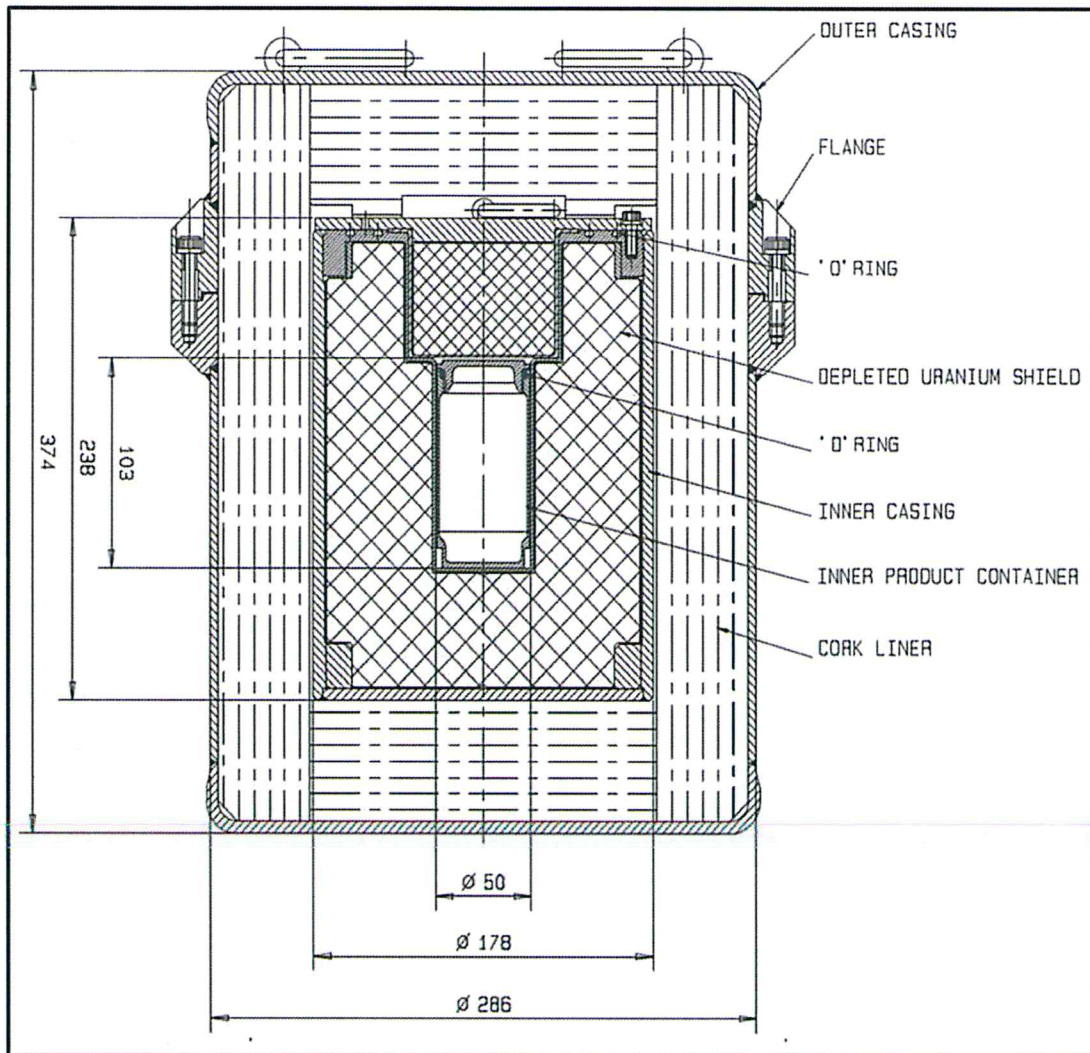 OUTER CASING
FLANGE
'O' RING
DEPLETED URANIUM SHIELD
'O' RING
INNER CASING
INNER PRODUCT CONTAINER
CORK LINER
374
238
103
Ø 50
Ø 178
Ø 286